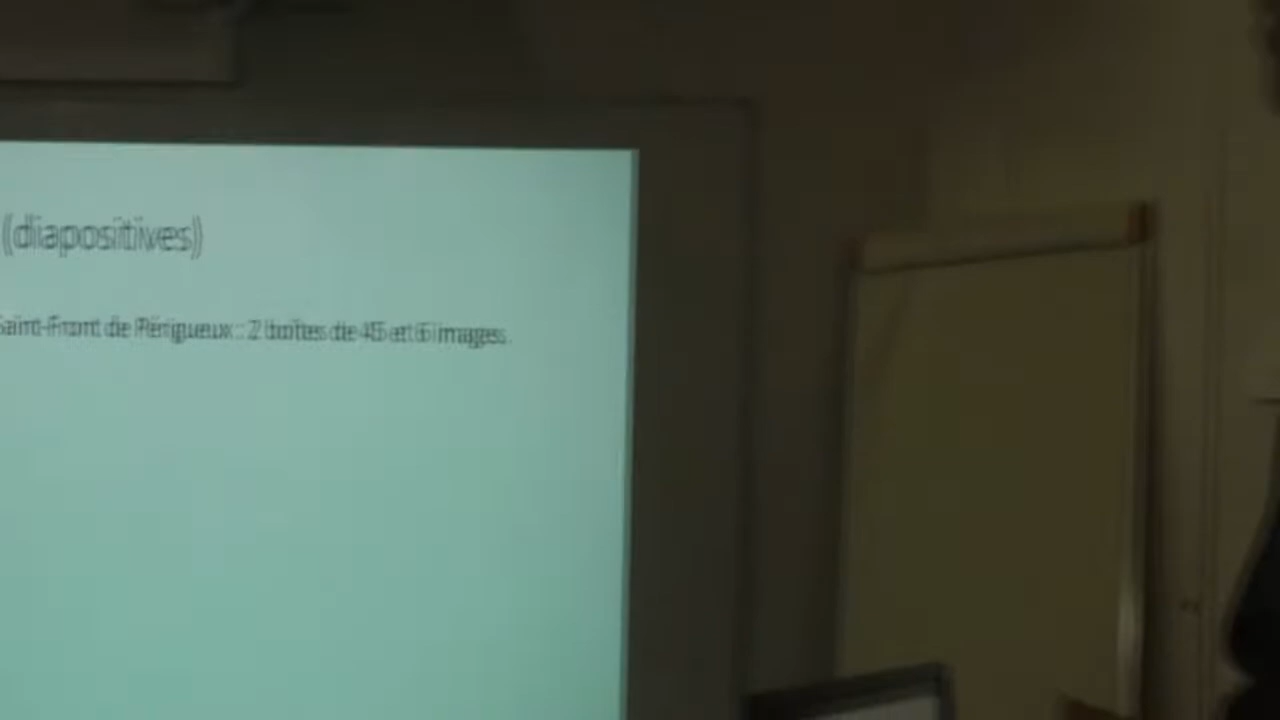 (diapositives)
Saint-Front de Périgueux : 2 boîtes de 45 et 6 images.